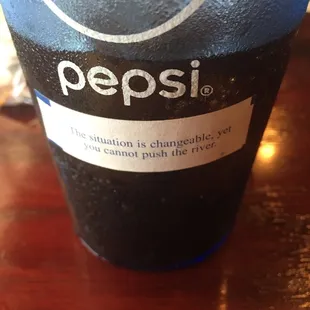 pepsi®
The situation is changeable, yet
you cannot push the river.